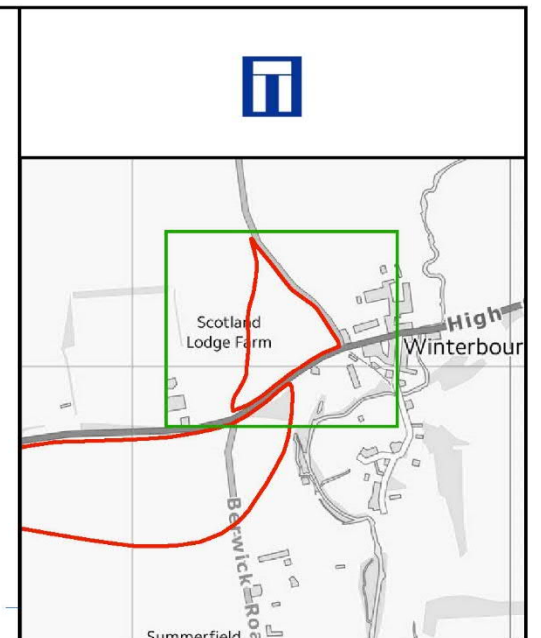 High
Winterbour
Scotland
Lodge Farm
Berwick Roa
Summerfield